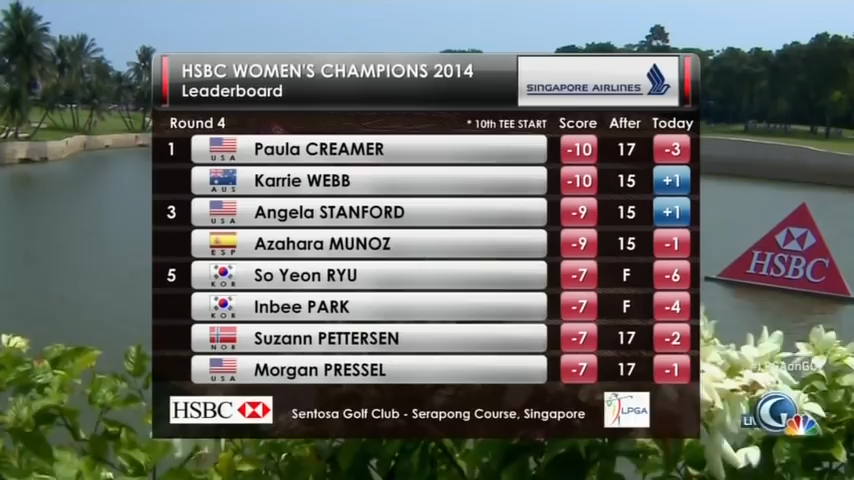 HSBC WOMEN'S CHAMPIONS 2014
Leaderboard
SINGAPORE AIRLINES
Round 4 * 10th TEE START Score After Today
1 USA Paula CREAMER -10 17 -3
AUS Karrie WEBB -10 15 +1
3 USA Angela STANFORD -9 15 +1
ESP Azahara MUNOZ -9 15 -1
5 KOR So Yeon RYU -7 F -6
KOR Inbee PARK -7 F -4
NOR Suzann PETTERSEN -7 17 -2
USA Morgan PRESSEL -7 17 -1
HSBC Sentosa Golf Club - Serapong Course, Singapore LPGA
HSBC
#LPGAonGC
LIVE
G